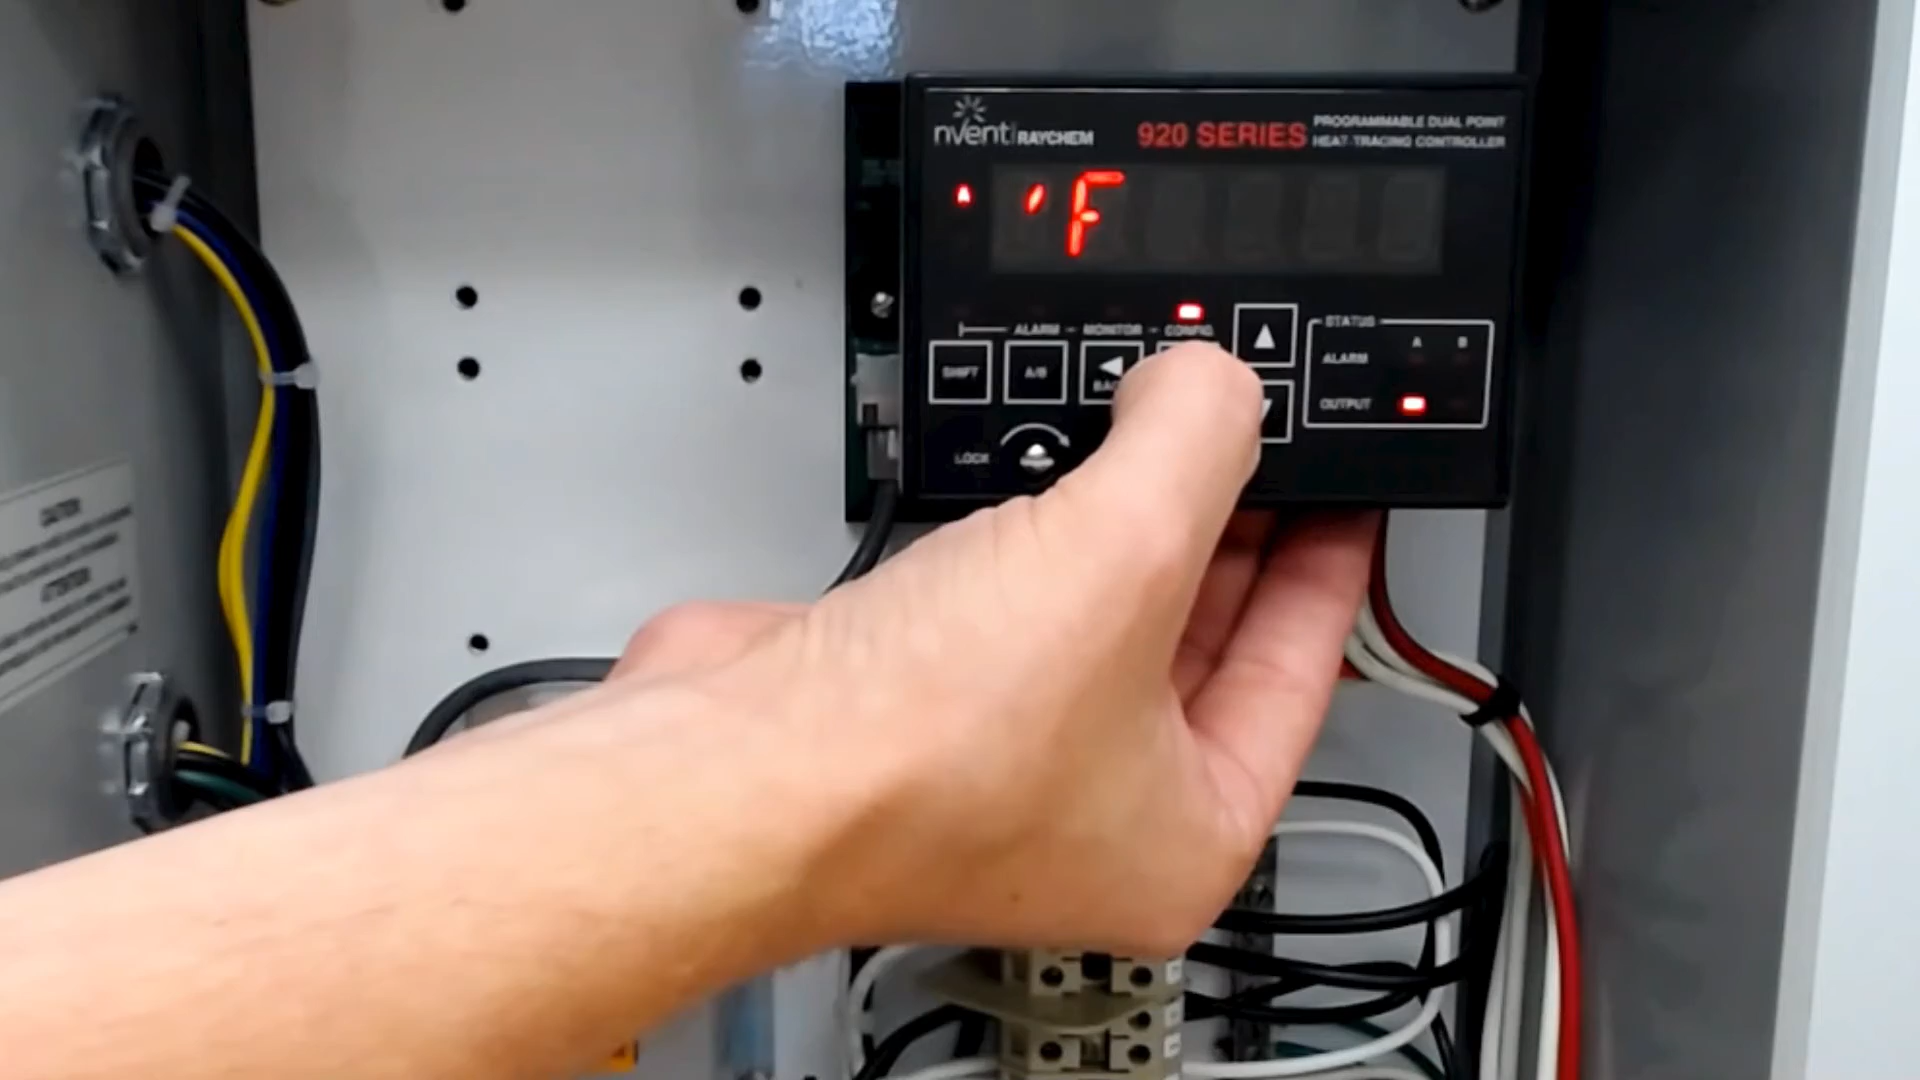 nvent RAYCHEM
920 SERIES
PROGRAMMABLE DUAL POINT
HEAT TRACING CONTROLLER
A
'F
ALARM MONITOR CONFIG.
SHIFT
A/B
STATUS
A B
ALARM
OUTPUT
LOCK
CAUTION
ATTENTION